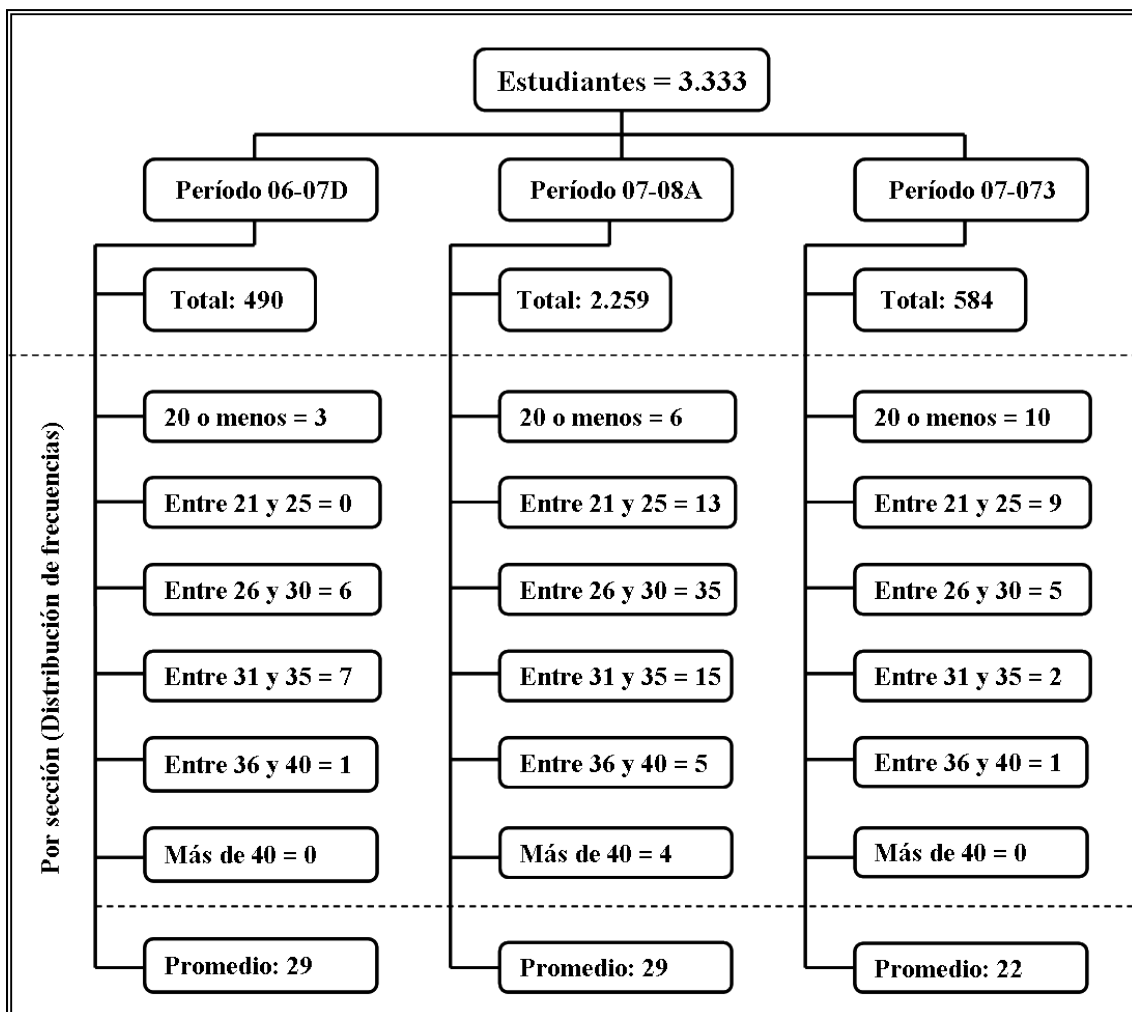 Estudiantes = 3.333
Período 06-07D
Período 07-08A
Período 07-073
Total: 490
Total: 2.259
Total: 584
Por sección (Distribución de frecuencias)
20 o menos = 3
20 o menos = 6
20 o menos = 10
Entre 21 y 25 = 0
Entre 21 y 25 = 13
Entre 21 y 25 = 9
Entre 26 y 30 = 6
Entre 26 y 30 = 35
Entre 26 y 30 = 5
Entre 31 y 35 = 7
Entre 31 y 35 = 15
Entre 31 y 35 = 2
Entre 36 y 40 = 1
Entre 36 y 40 = 5
Entre 36 y 40 = 1
Más de 40 = 0
Más de 40 = 4
Más de 40 = 0
Promedio: 29
Promedio: 29
Promedio: 22